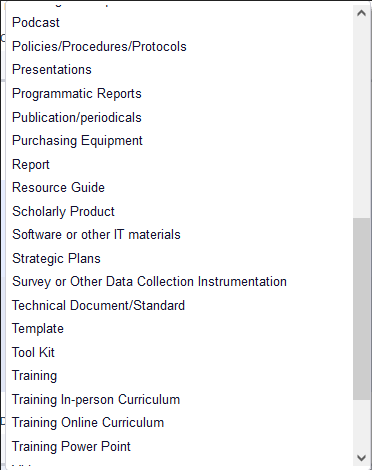 Podcast
Policies/Procedures/Protocols
Presentations
Programmatic Reports
Publication/periodicals
Purchasing Equipment
Report
Resource Guide
Scholarly Product
Software or other IT materials
Strategic Plans
Survey or Other Data Collection Instrumentation
Technical Document/Standard
Template
Tool Kit
Training
Training In-person Curriculum
Training Online Curriculum
Training Power Point